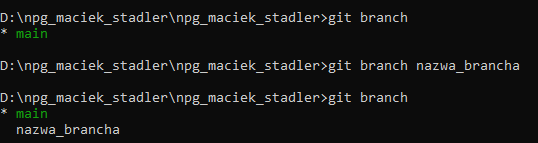 D:\npg_maciek_stadler\npg_maciek_stadler>git branch
* main
D:\npg_maciek_stadler\npg_maciek_stadler>git branch nazwa_brancha
D:\npg_maciek_stadler\npg_maciek_stadler>git branch
* main
nazwa_brancha